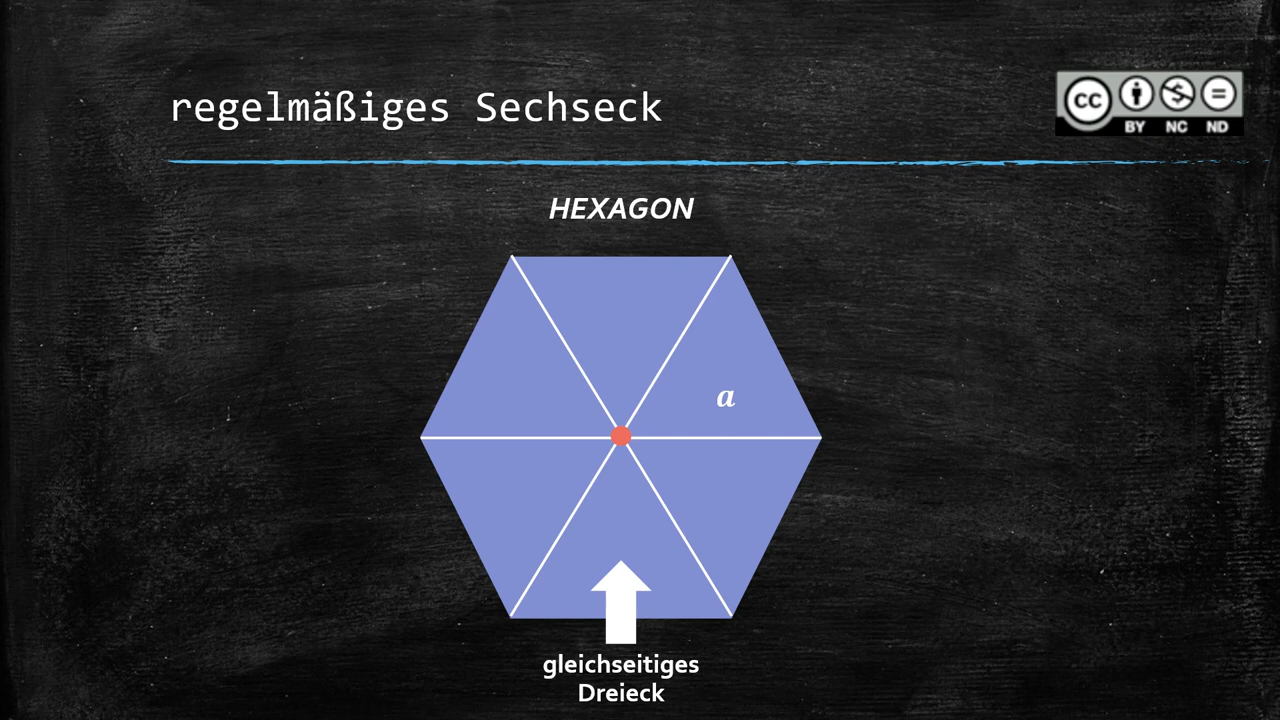 regelmäßiges Sechseck
CC
BY NC ND
HEXAGON
a
gleichseitiges
Dreieck